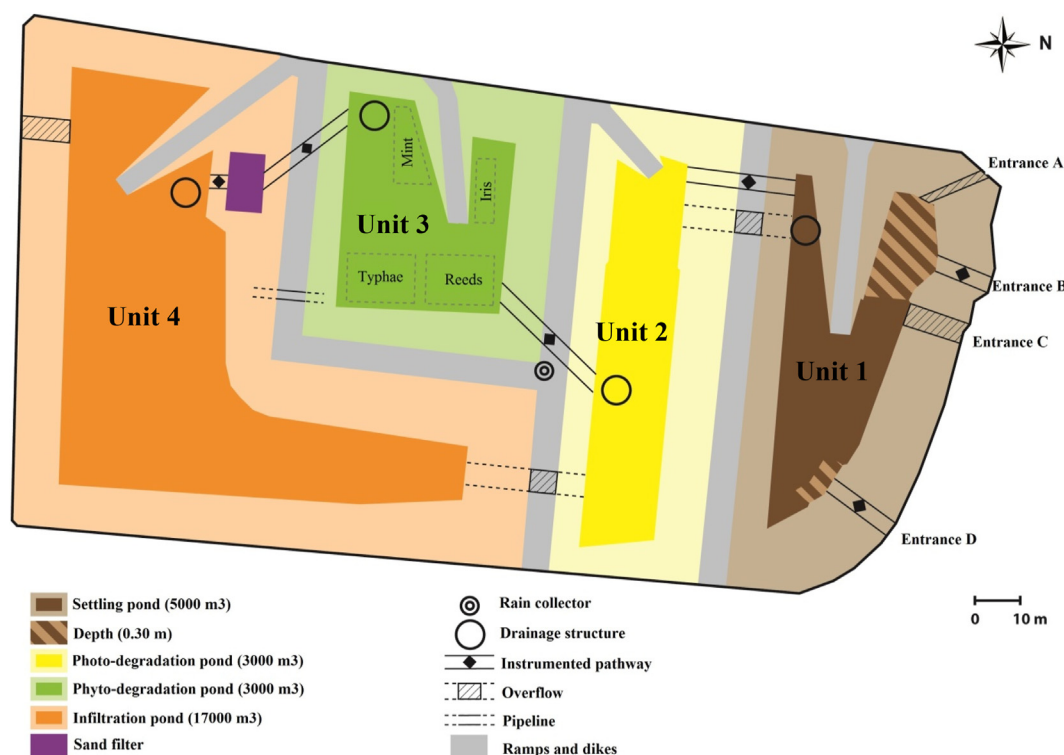 N
Entrance A
Mint
Iris
Unit 3
Typhae
Reeds
Entrance B
Unit 4
Unit 2
Entrance C
Unit 1
Entrance D
Settling pond (5000 m3)
Depth (0.30 m)
Photo-degradation pond (3000 m3)
Phyto-degradation pond (3000 m3)
Infiltration pond (17000 m3)
Sand filter
Rain collector
Drainage structure
Instrumented pathway
Overflow
Pipeline
Ramps and dikes
0 10 m